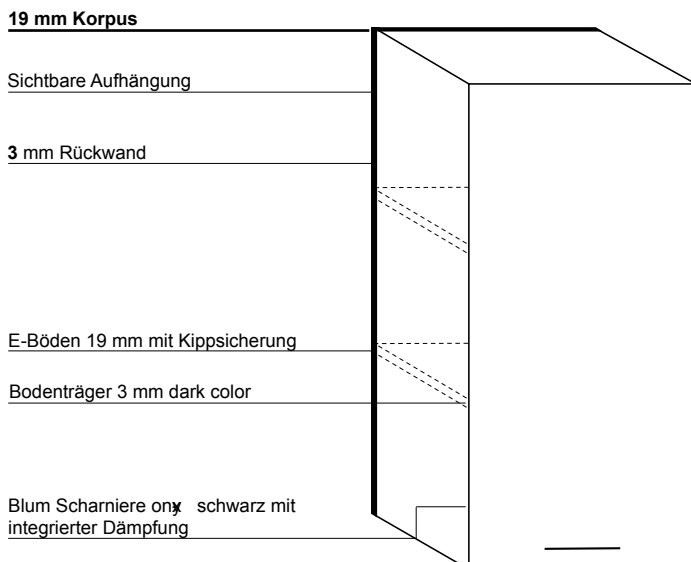 19 mm Korpus
Sichtbare Aufhängung
3 mm Rückwand
E-Böden 19 mm mit Kippsicherung
Bodenträger 3 mm dark color
Blum Scharniere onyx schwarz mit
integrierter Dämpfung